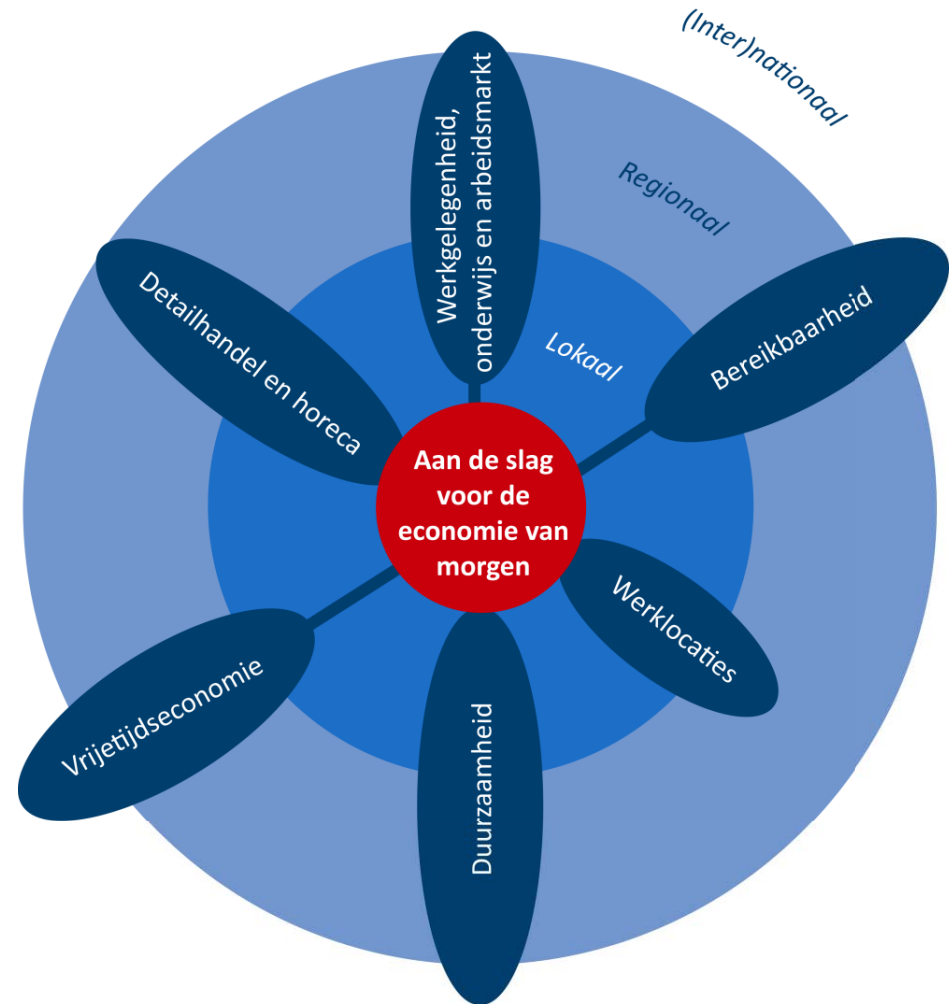 (Inter)nationaal
Regionaal
Lokaal
Werkgelegenheid,
onderwijs en arbeidsmarkt
Bereikbaarheid
Detailhandel en horeca
Aan de slag
voor de
economie van
morgen
Werklocaties
Vrijetijdseconomie
Duurzaamheid